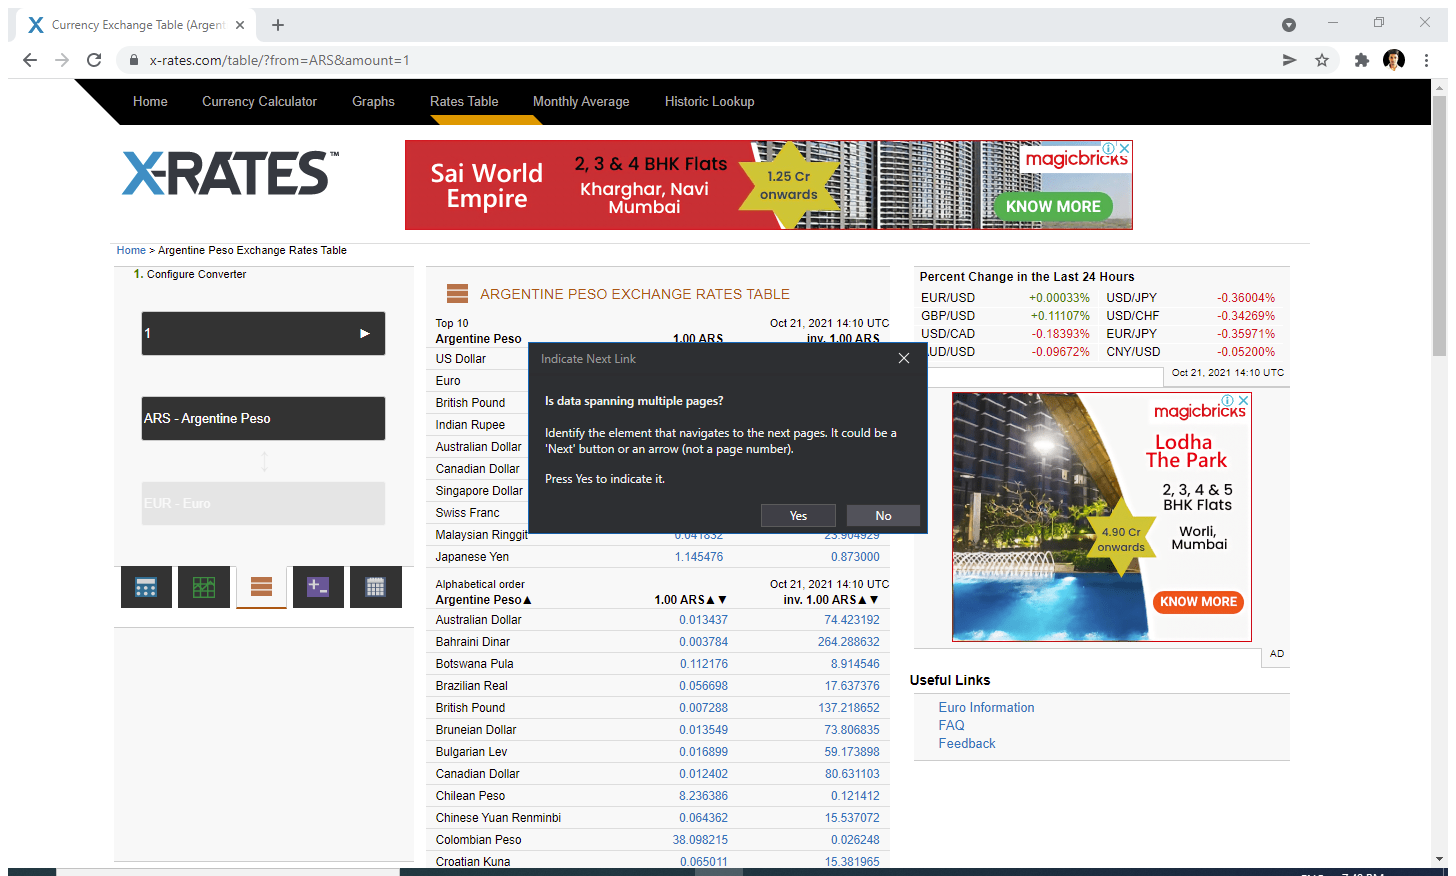 Currency Exchange Table (Argent
x-rates.com/table/?from=ARS&amount=1
Home Currency Calculator Graphs Rates Table Monthly Average Historic Lookup
X-RATES™
Sai World Empire
2, 3 & 4 BHK Flats
Kharghar, Navi Mumbai
1.25 Cr onwards
magicbricks
KNOW MORE
Home > Argentine Peso Exchange Rates Table
1. Configure Converter
1
ARS - Argentine Peso
EUR - Euro
ARGENTINE PESO EXCHANGE RATES TABLE
Top 10 Oct 21, 2021 14:10 UTC
Argentine Peso 1.00 ARS inv. 1.00 ARS
US Dollar
Euro
British Pound
Indian Rupee
Australian Dollar
Canadian Dollar
Singapore Dollar
Swiss Franc
Malaysian Ringgit 0.041832 23.904929
Japanese Yen 1.145476 0.873000
Indicate Next Link
Is data spanning multiple pages?
Identify the element that navigates to the next pages. It could be a
'Next' button or an arrow (not a page number).
Press Yes to indicate it.
Yes No
Alphabetical order Oct 21, 2021 14:10 UTC
Argentine Peso▲ 1.00 ARS▲▼ inv. 1.00 ARS▲▼
Australian Dollar 0.013437 74.423192
Bahraini Dinar 0.003784 264.288632
Botswana Pula 0.112176 8.914546
Brazilian Real 0.056698 17.637376
British Pound 0.007288 137.218652
Bruneian Dollar 0.013549 73.806835
Bulgarian Lev 0.016899 59.173898
Canadian Dollar 0.012402 80.631103
Chilean Peso 8.236386 0.121412
Chinese Yuan Renminbi 0.064362 15.537072
Colombian Peso 38.098215 0.026248
Croatian Kuna 0.065011 15.381965
Percent Change in the Last 24 Hours
EUR/USD +0.00033% USD/JPY -0.36004%
GBP/USD +0.11107% USD/CHF -0.34269%
USD/CAD -0.18393% EUR/JPY -0.35971%
UD/USD -0.09672% CNY/USD -0.05200%
Oct 21, 2021 14:10 UTC
magicbricks
Lodha
The Park
2, 3, 4 & 5
BHK Flats
Worli,
Mumbai
4.90 Cr
onwards
KNOW MORE
AD
Useful Links
Euro Information
FAQ
Feedback